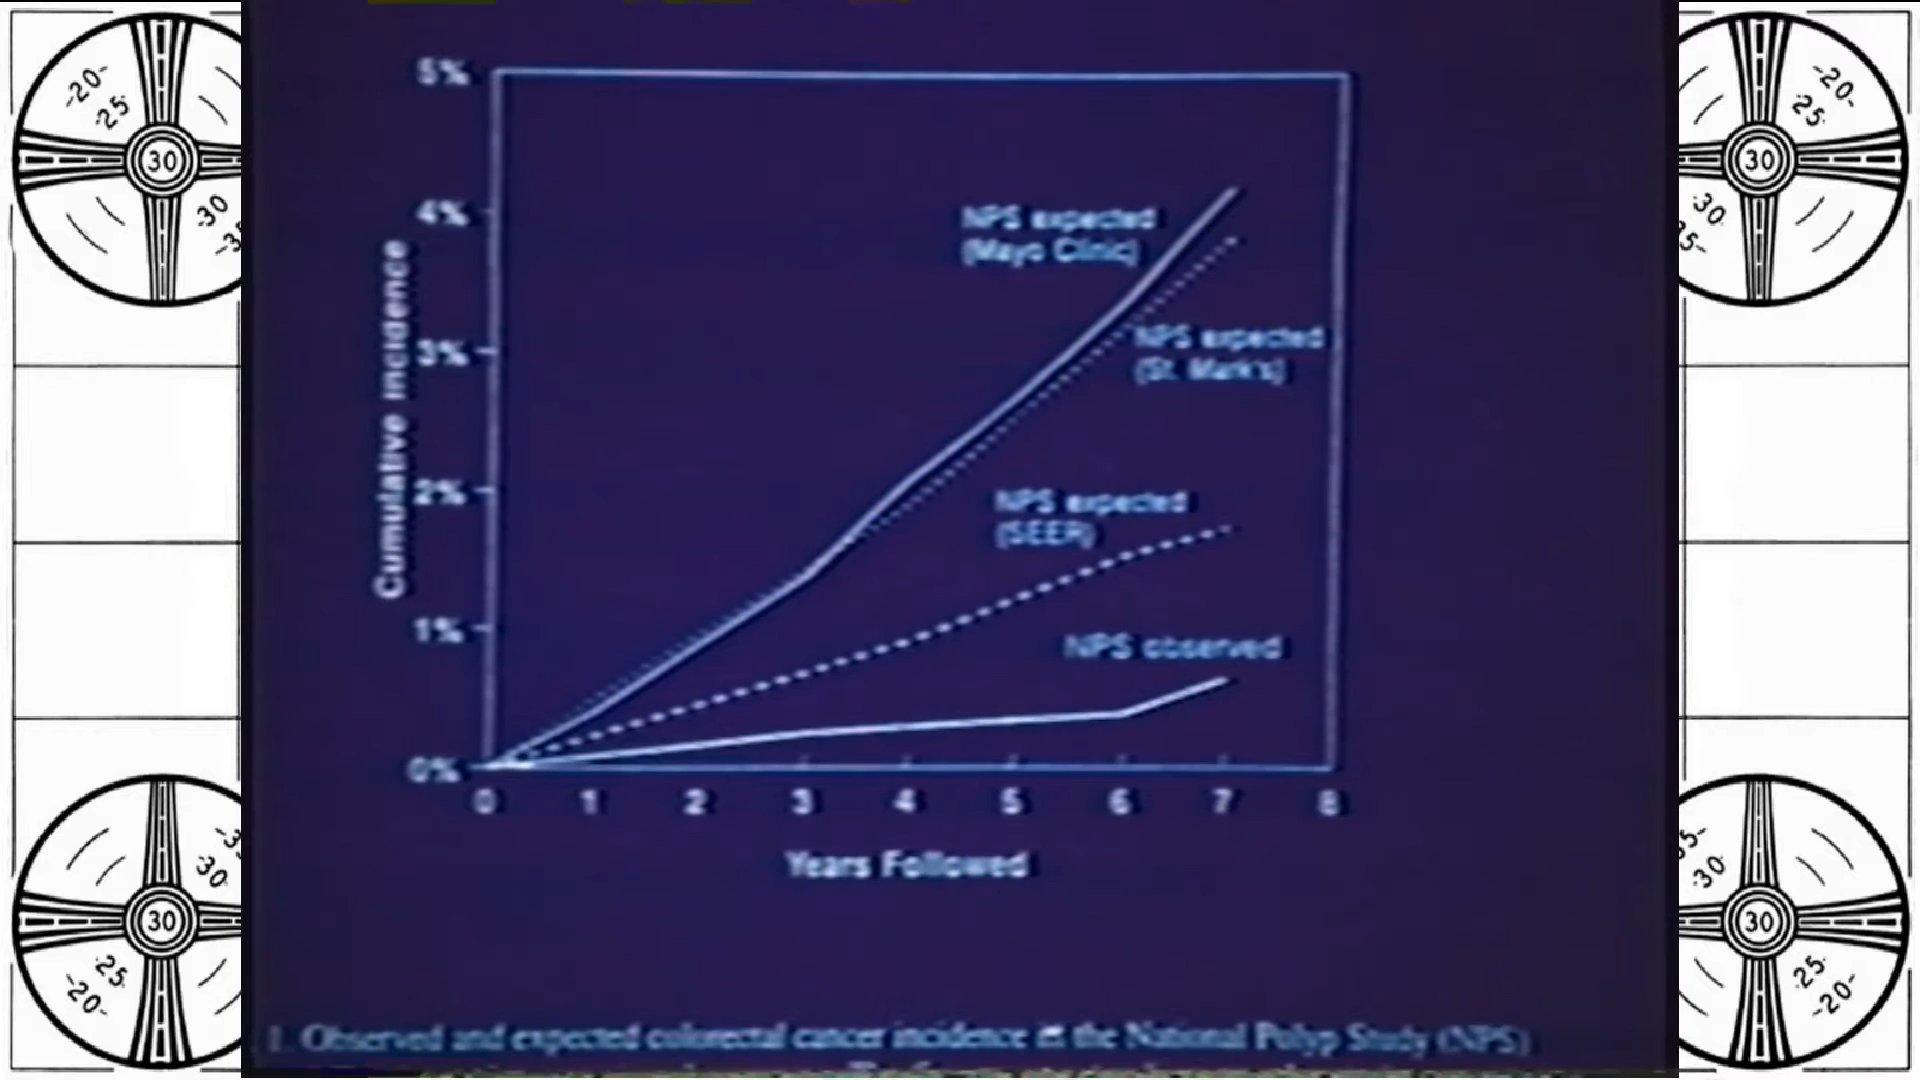 5%
4%
3%
2%
1%
0%
Cumulative incidence
NPS expected
(Mayo Clinic)
NPS expected
(St. Mark's)
NPS expected
(SEER)
NPS observed
0 1 2 3 4 5 6 7 8
Years Followed
1. Observed and expected colorectal cancer incidence in the National Polyp Study (NPS)
-20-
25
30
30
-20-
25
30
30
30
30
25
-20-
30
30
25
-20-